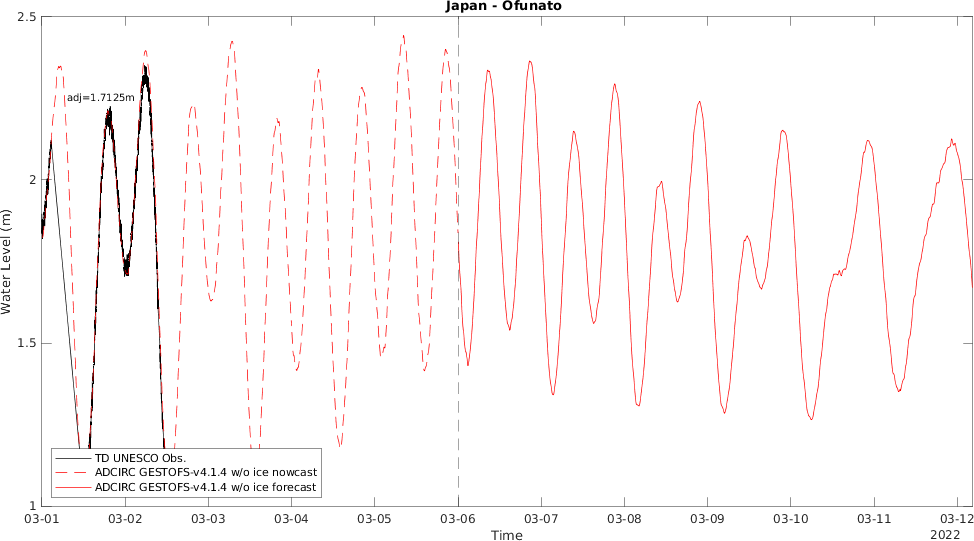 Japan - Ofunato
2.5
adj=1.7125m
2
Water Level (m)
1.5
TD UNESCO Obs.
ADCIRC GESTOFS-v4.1.4 w/o ice nowcast
ADCIRC GESTOFS-v4.1.4 w/o ice forecast
1
03-01 03-02 03-03 03-04 03-05 03-06 03-07 03-08 03-09 03-10 03-11 03-12
Time 2022